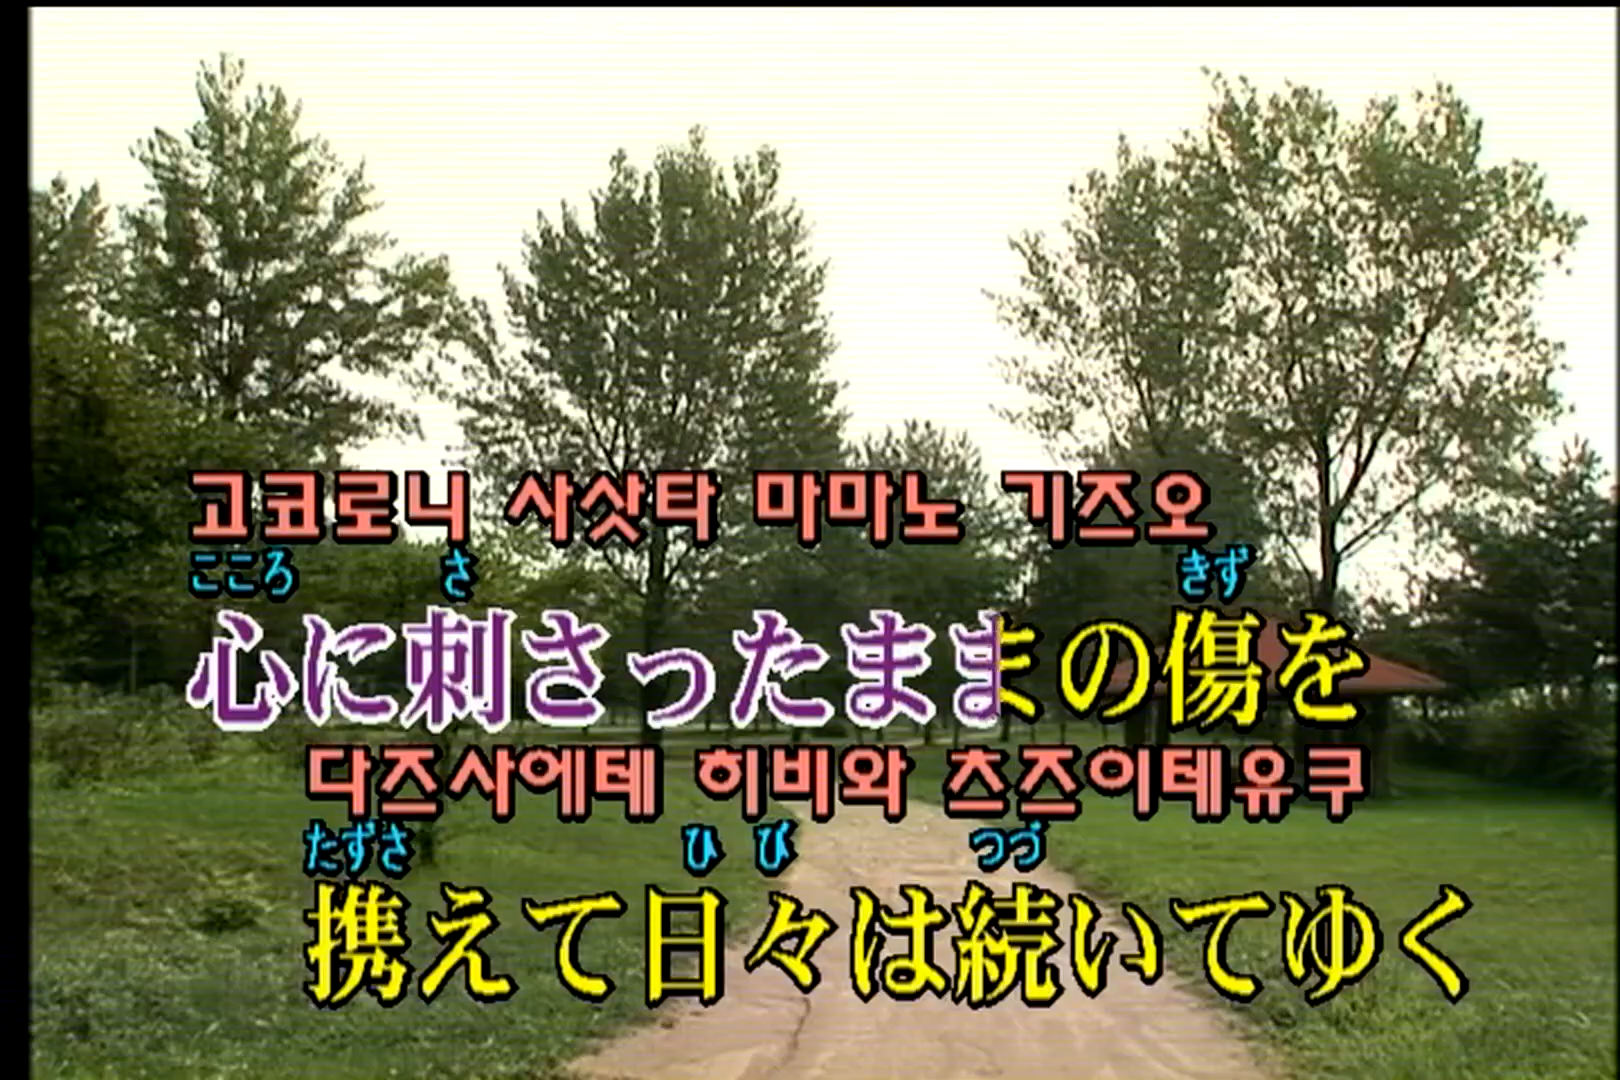 고코로니 사삿타 마마노 기즈오
こころ さ きず
心に刺さったままの傷を
다즈사에테 히비와 츠즈이테유쿠
たずさ ひ び つづ
携えて日々は続いてゆく